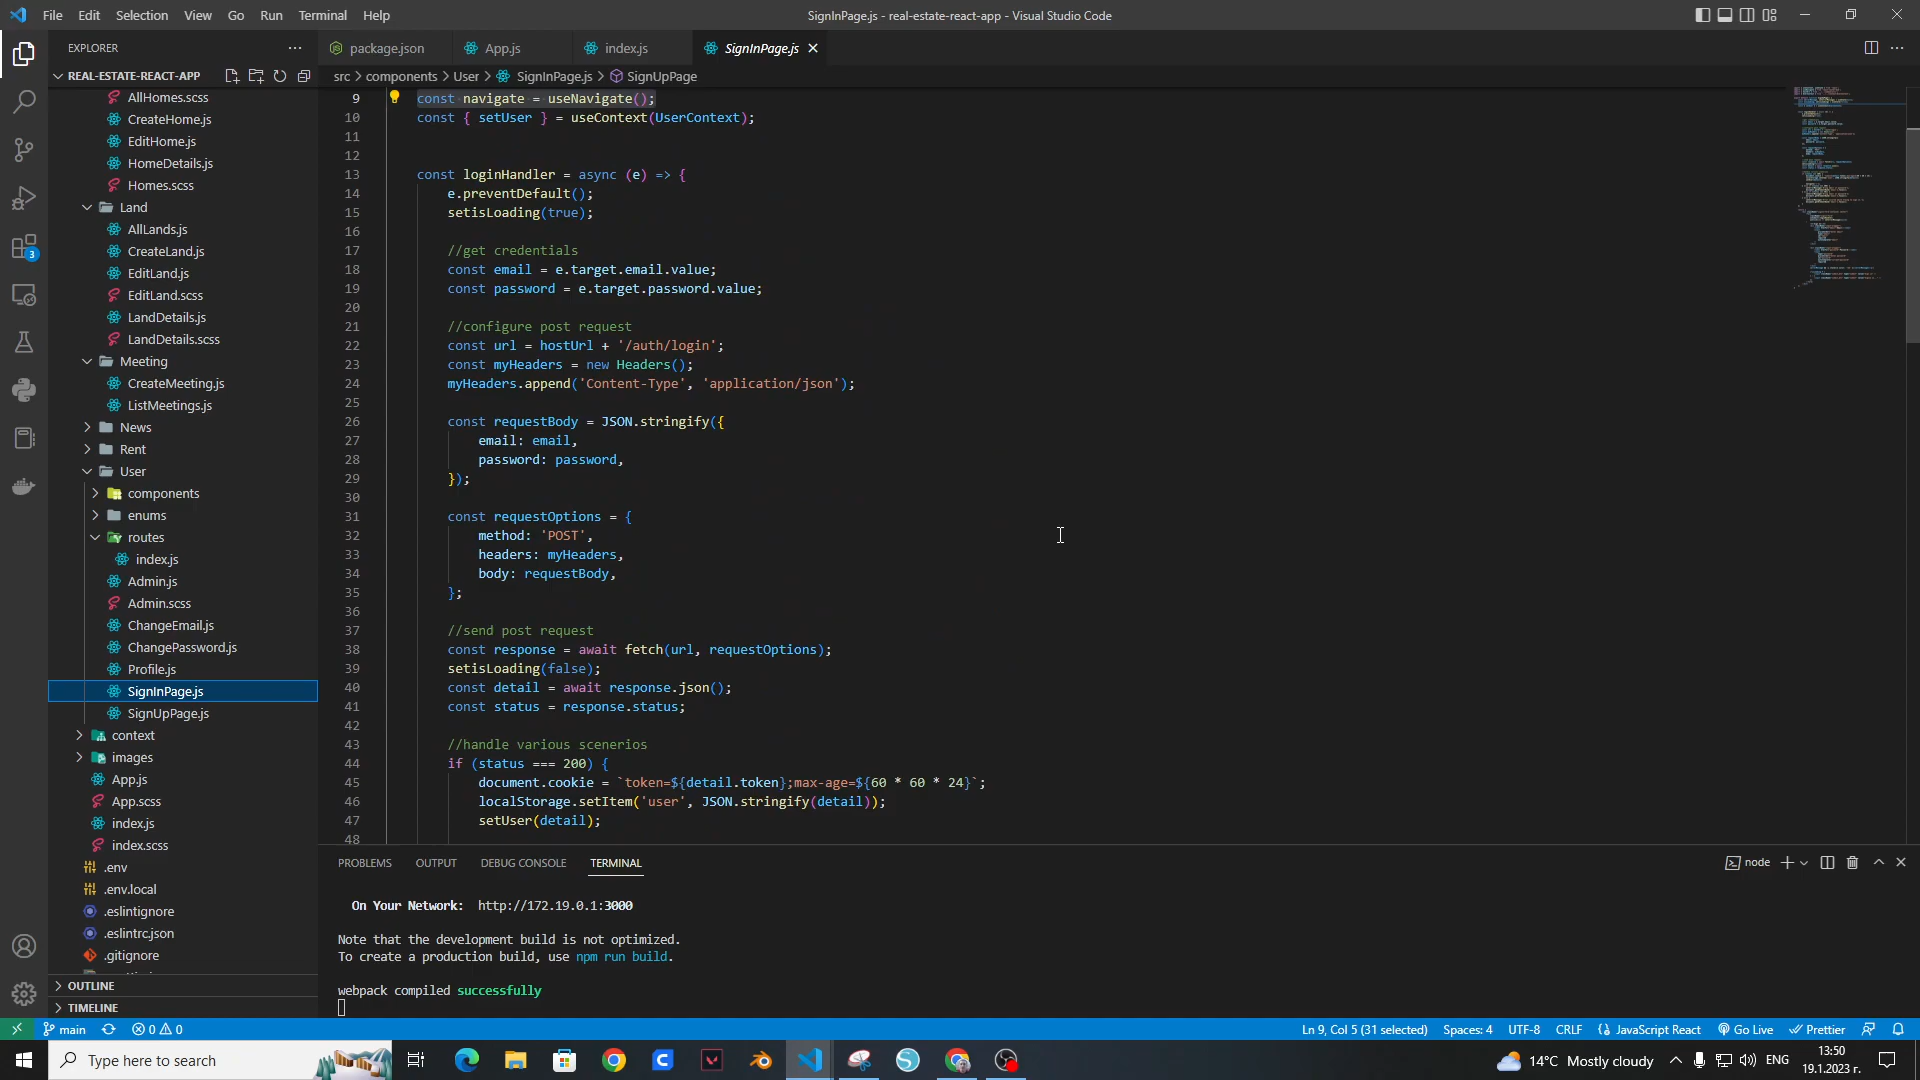 File Edit Selection View Go Run Terminal Help
SignInPage.js - real-estate-react-app - Visual Studio Code
EXPLORER
REAL-ESTATE-REACT-APP
AllHomes.scss
CreateHome.js
EditHome.js
HomeDetails.js
Homes.scss
Land
AllLands.js
CreateLand.js
EditLand.js
EditLand.scss
LandDetails.js
LandDetails.scss
Meeting
CreateMeeting.js
ListMeetings.js
News
Rent
User
components
enums
routes
index.js
Admin.js
Admin.scss
ChangeEmail.js
ChangePassword.js
Profile.js
SignInPage.js
SignUpPage.js
context
images
App.js
App.scss
index.js
index.scss
.env
.env.local
.eslintignore
.eslintrc.json
.gitignore
OUTLINE
TIMELINE
3
package.json App.js index.js SignInPage.js
src > components > User > SignInPage.js > SignUpPage
9 const navigate = useNavigate();
10 const { setUser } = useContext(UserContext);
11
12
13 const loginHandler = async (e) => {
14 e.preventDefault();
15 setisLoading(true);
16
17 //get credentials
18 const email = e.target.email.value;
19 const password = e.target.password.value;
20
21 //configure post request
22 const url = hostUrl + '/auth/login';
23 const myHeaders = new Headers();
24 myHeaders.append('Content-Type', 'application/json');
25
26 const requestBody = JSON.stringify({
27 email: email,
28 password: password,
29 });
30
31 const requestOptions = {
32 method: 'POST',
33 headers: myHeaders,
34 body: requestBody,
35 };
36
37 //send post request
38 const response = await fetch(url, requestOptions);
39 setisLoading(false);
40 const detail = await response.json();
41 const status = response.status;
42
43 //handle various scenerios
44 if (status === 200) {
45 document.cookie = `token=${detail.token};max-age=${60 * 60 * 24}`;
46 localStorage.setItem('user', JSON.stringify(detail));
47 setUser(detail);
48
PROBLEMS OUTPUT DEBUG CONSOLE TERMINAL
node
On Your Network: http://172.19.0.1:3000
Note that the development build is not optimized.
To create a production build, use npm run build.
webpack compiled successfully
main 0 0
Ln 9, Col 5 (31 selected) Spaces: 4 UTF-8 CRLF JavaScript React Go Live Prettier
Type here to search
14°C Mostly cloudy ENG
13:50
19.1.2023 г.